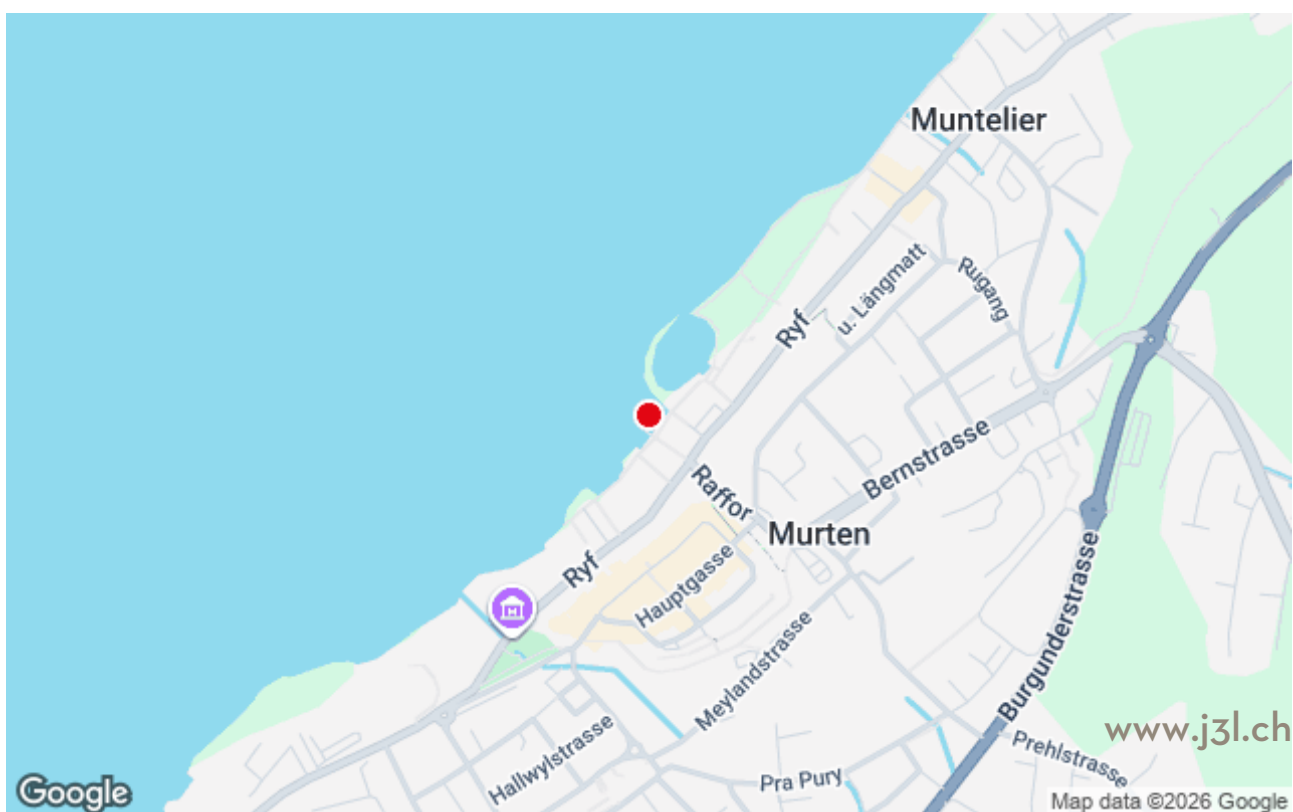 Muntelier
Rugang
u. Längmatt
Ryf
Bernstrasse
Raffor
Murten
Ryf
Hauptgasse
Meylandstrasse
Burgunderstrasse
www.j3l.ch
Hallwylstrasse
Prehlstrasse
Pra Pury
Google
Map data ©2026 Google